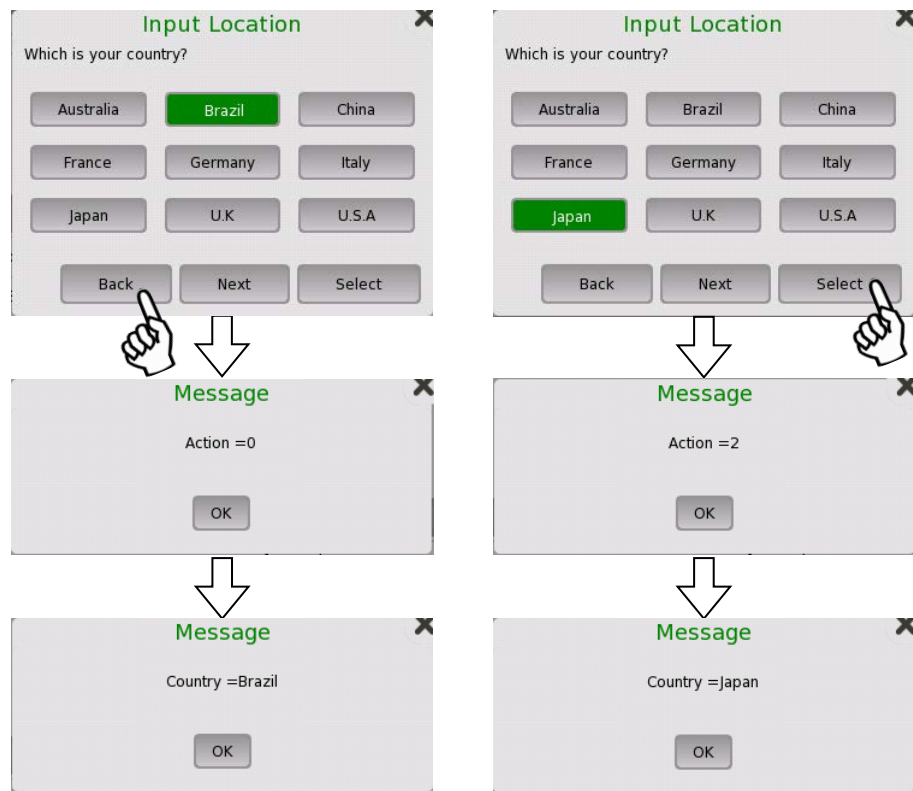 Input Location
Which is your country?
Australia Brazil China
France Germany Italy
Japan U.K U.S.A
Back Next Select
Message
Action =0
OK
Message
Country =Brazil
OK
Input Location
Which is your country?
Australia Brazil China
France Germany Italy
Japan U.K U.S.A
Back Next Select
Message
Action =2
OK
Message
Country =Japan
OK